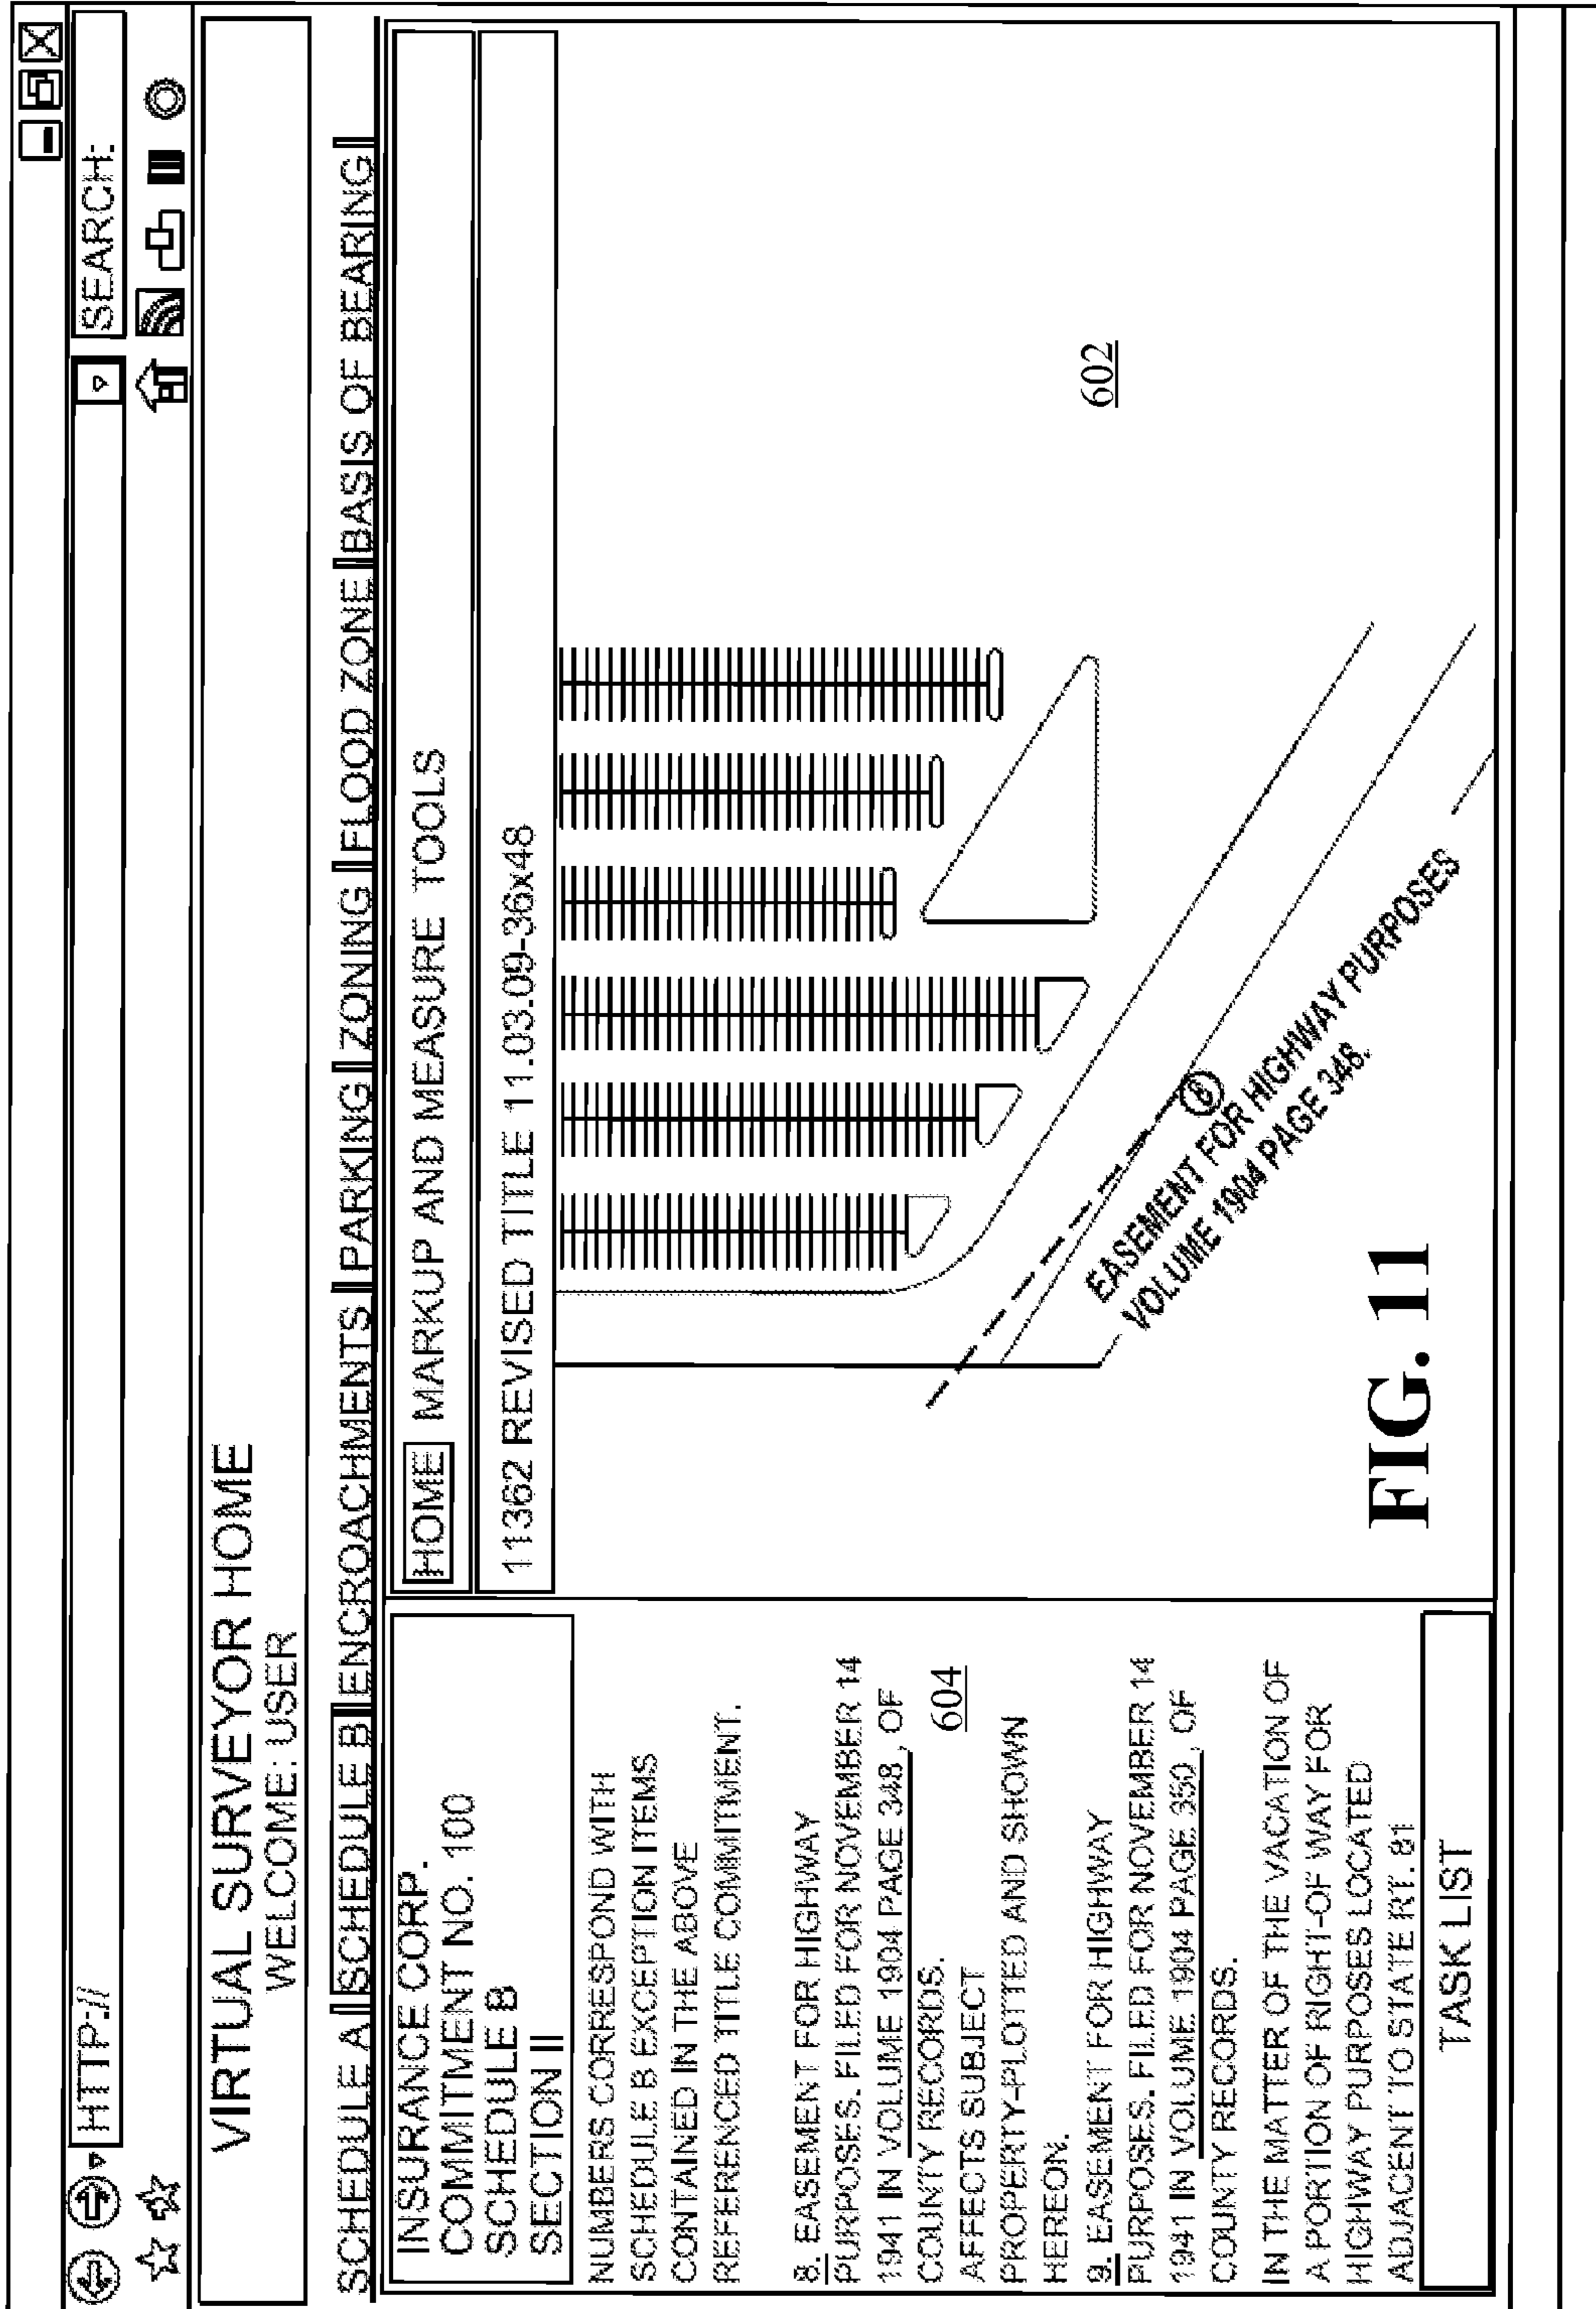 HTTP://
SEARCH:
VIRTUAL SURVEYOR HOME
WELCOME: USER
SCHEDULE A SCHEDULE B ENCROACHMENTS PARKING ZONING FLOOD ZONE BASIS OF BEARING
INSURANCE CORP.
COMMITMENT NO. 100
SCHEDULE B
SECTION II
NUMBERS CORRESPOND WITH
SCHEDULE B EXCEPTION ITEMS
CONTAINED IN THE ABOVE
REFERENCED TITLE COMMITMENT.
8. EASEMENT FOR HIGHWAY
PURPOSES. FILED FOR NOVEMBER 14
1941 IN VOLUME 1904 PAGE 348, OF
COUNTY RECORDS.
604
AFFECTS SUBJECT
PROPERTY-PLOTTED AND SHOWN
HEREON.
9. EASEMENT FOR HIGHWAY
PURPOSES. FILED FOR NOVEMBER 14
1941 IN VOLUME 1904 PAGE 350, OF
COUNTY RECORDS.
IN THE MATTER OF THE VACATION OF
A PORTION OF RIGHT-OF WAY FOR
HIGHWAY PURPOSES LOCATED
ADJACENT TO STATE RT. 81
TASK LIST
HOME MARKUP AND MEASURE TOOLS
11362 REVISED TITLE 11.03.09-36x48
602
8
EASEMENT FOR HIGHWAY PURPOSES
VOLUME 1904 PAGE 348.
FIG. 11